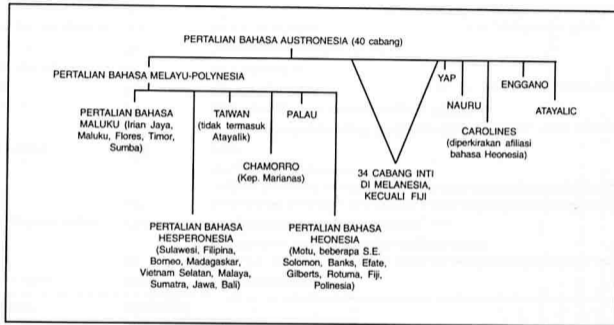 PERTALIAN BAHASA AUSTRONESIA (40 cabang)
PERTALIAN BAHASA MELAYU-POLYNESIA
PERTALIAN BAHASA
MALUKU (Irian Jaya,
Maluku, Flores, Timor,
Sumba)
TAIWAN
(tidak termasuk
Atayalik)
PALAU
CHAMORRO
(Kep. Marianas)
PERTALIAN BAHASA
HESPERONESIA
(Sulawesi, Filipina,
Borneo, Madagaskar,
Vietnam Selatan, Malaya,
Sumatra, Jawa, Bali)
PERTALIAN BAHASA
HEONESIA
(Motu, beberapa S.E.
Solomon, Banks, Efate,
Gilberts, Rotuma, Fiji,
Polinesia)
34 CABANG INTI
DI MELANESIA,
KECUALI FIJI
YAP
NAURU
CAROLINES
(diperkirakan afiliasi
bahasa Heonesia)
ENGGANO
ATAYALIC